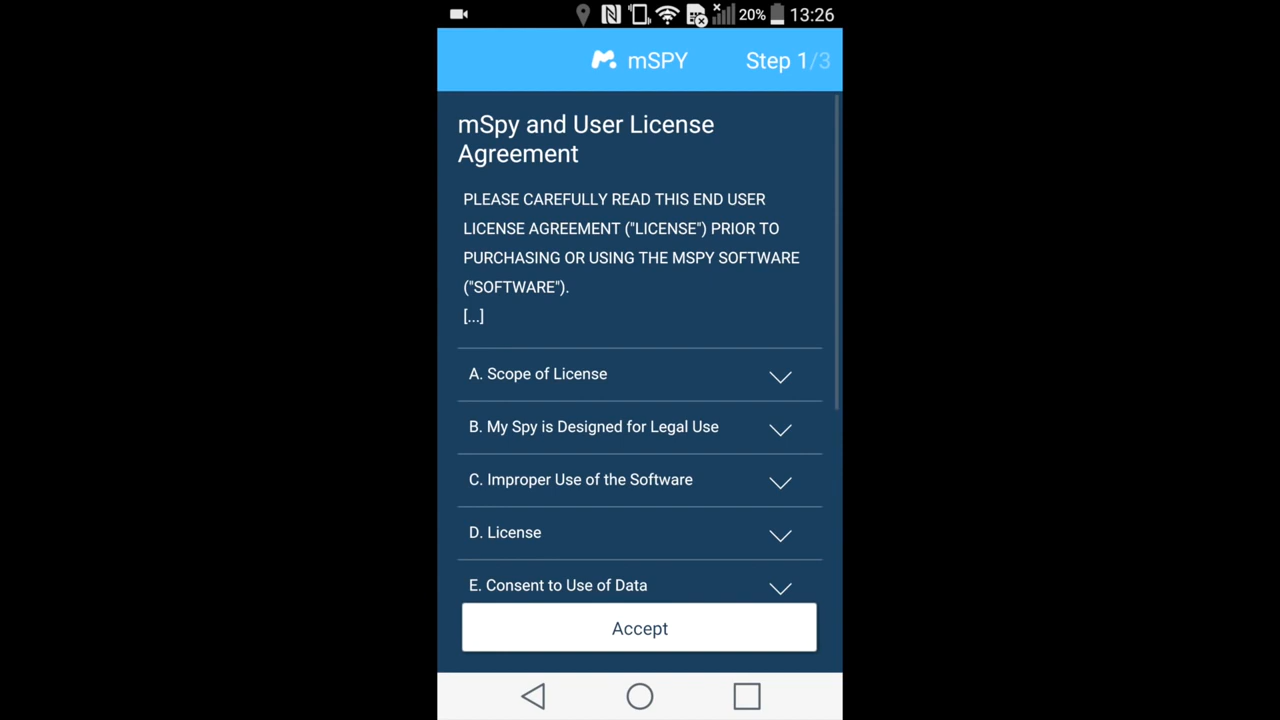 20% 13:26
mSPY Step 1/3
mSpy and User License
Agreement
PLEASE CAREFULLY READ THIS END USER
LICENSE AGREEMENT ("LICENSE") PRIOR TO
PURCHASING OR USING THE MSPY SOFTWARE
("SOFTWARE").
[...]
A. Scope of License
B. My Spy is Designed for Legal Use
C. Improper Use of the Software
D. License
E. Consent to Use of Data
Accept